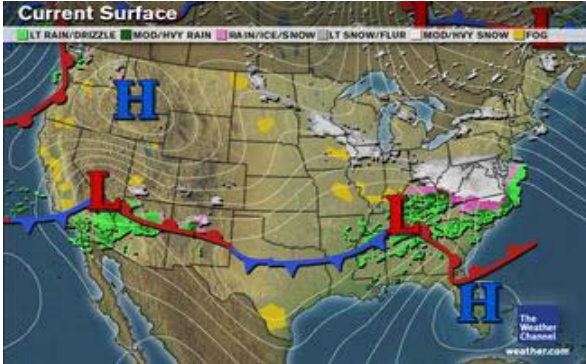 Current Surface
LT RAIN/DRIZZLE MOD/HVY RAIN RAIN/ICE/SNOW LT SNOW/FLUR MOD/HVY SNOW FOG
L
L
H
L
L
H
The
Weather
Channel
weather.com